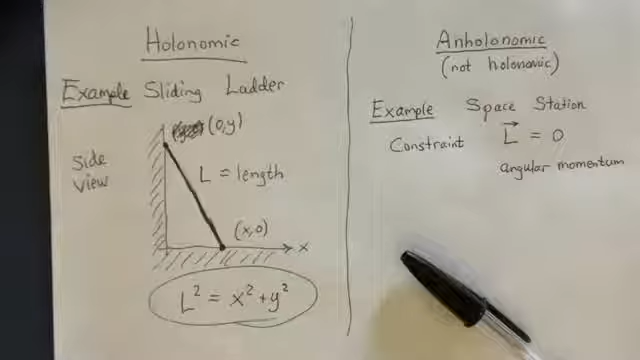 Holonomic
Example Sliding Ladder
(0,y)
Side
view
L = length
(x,0)
x
L² = x² + y²
Anholonomic
(not holonomic)
Example Space Station
Constraint L⃗ = 0
angular momentum